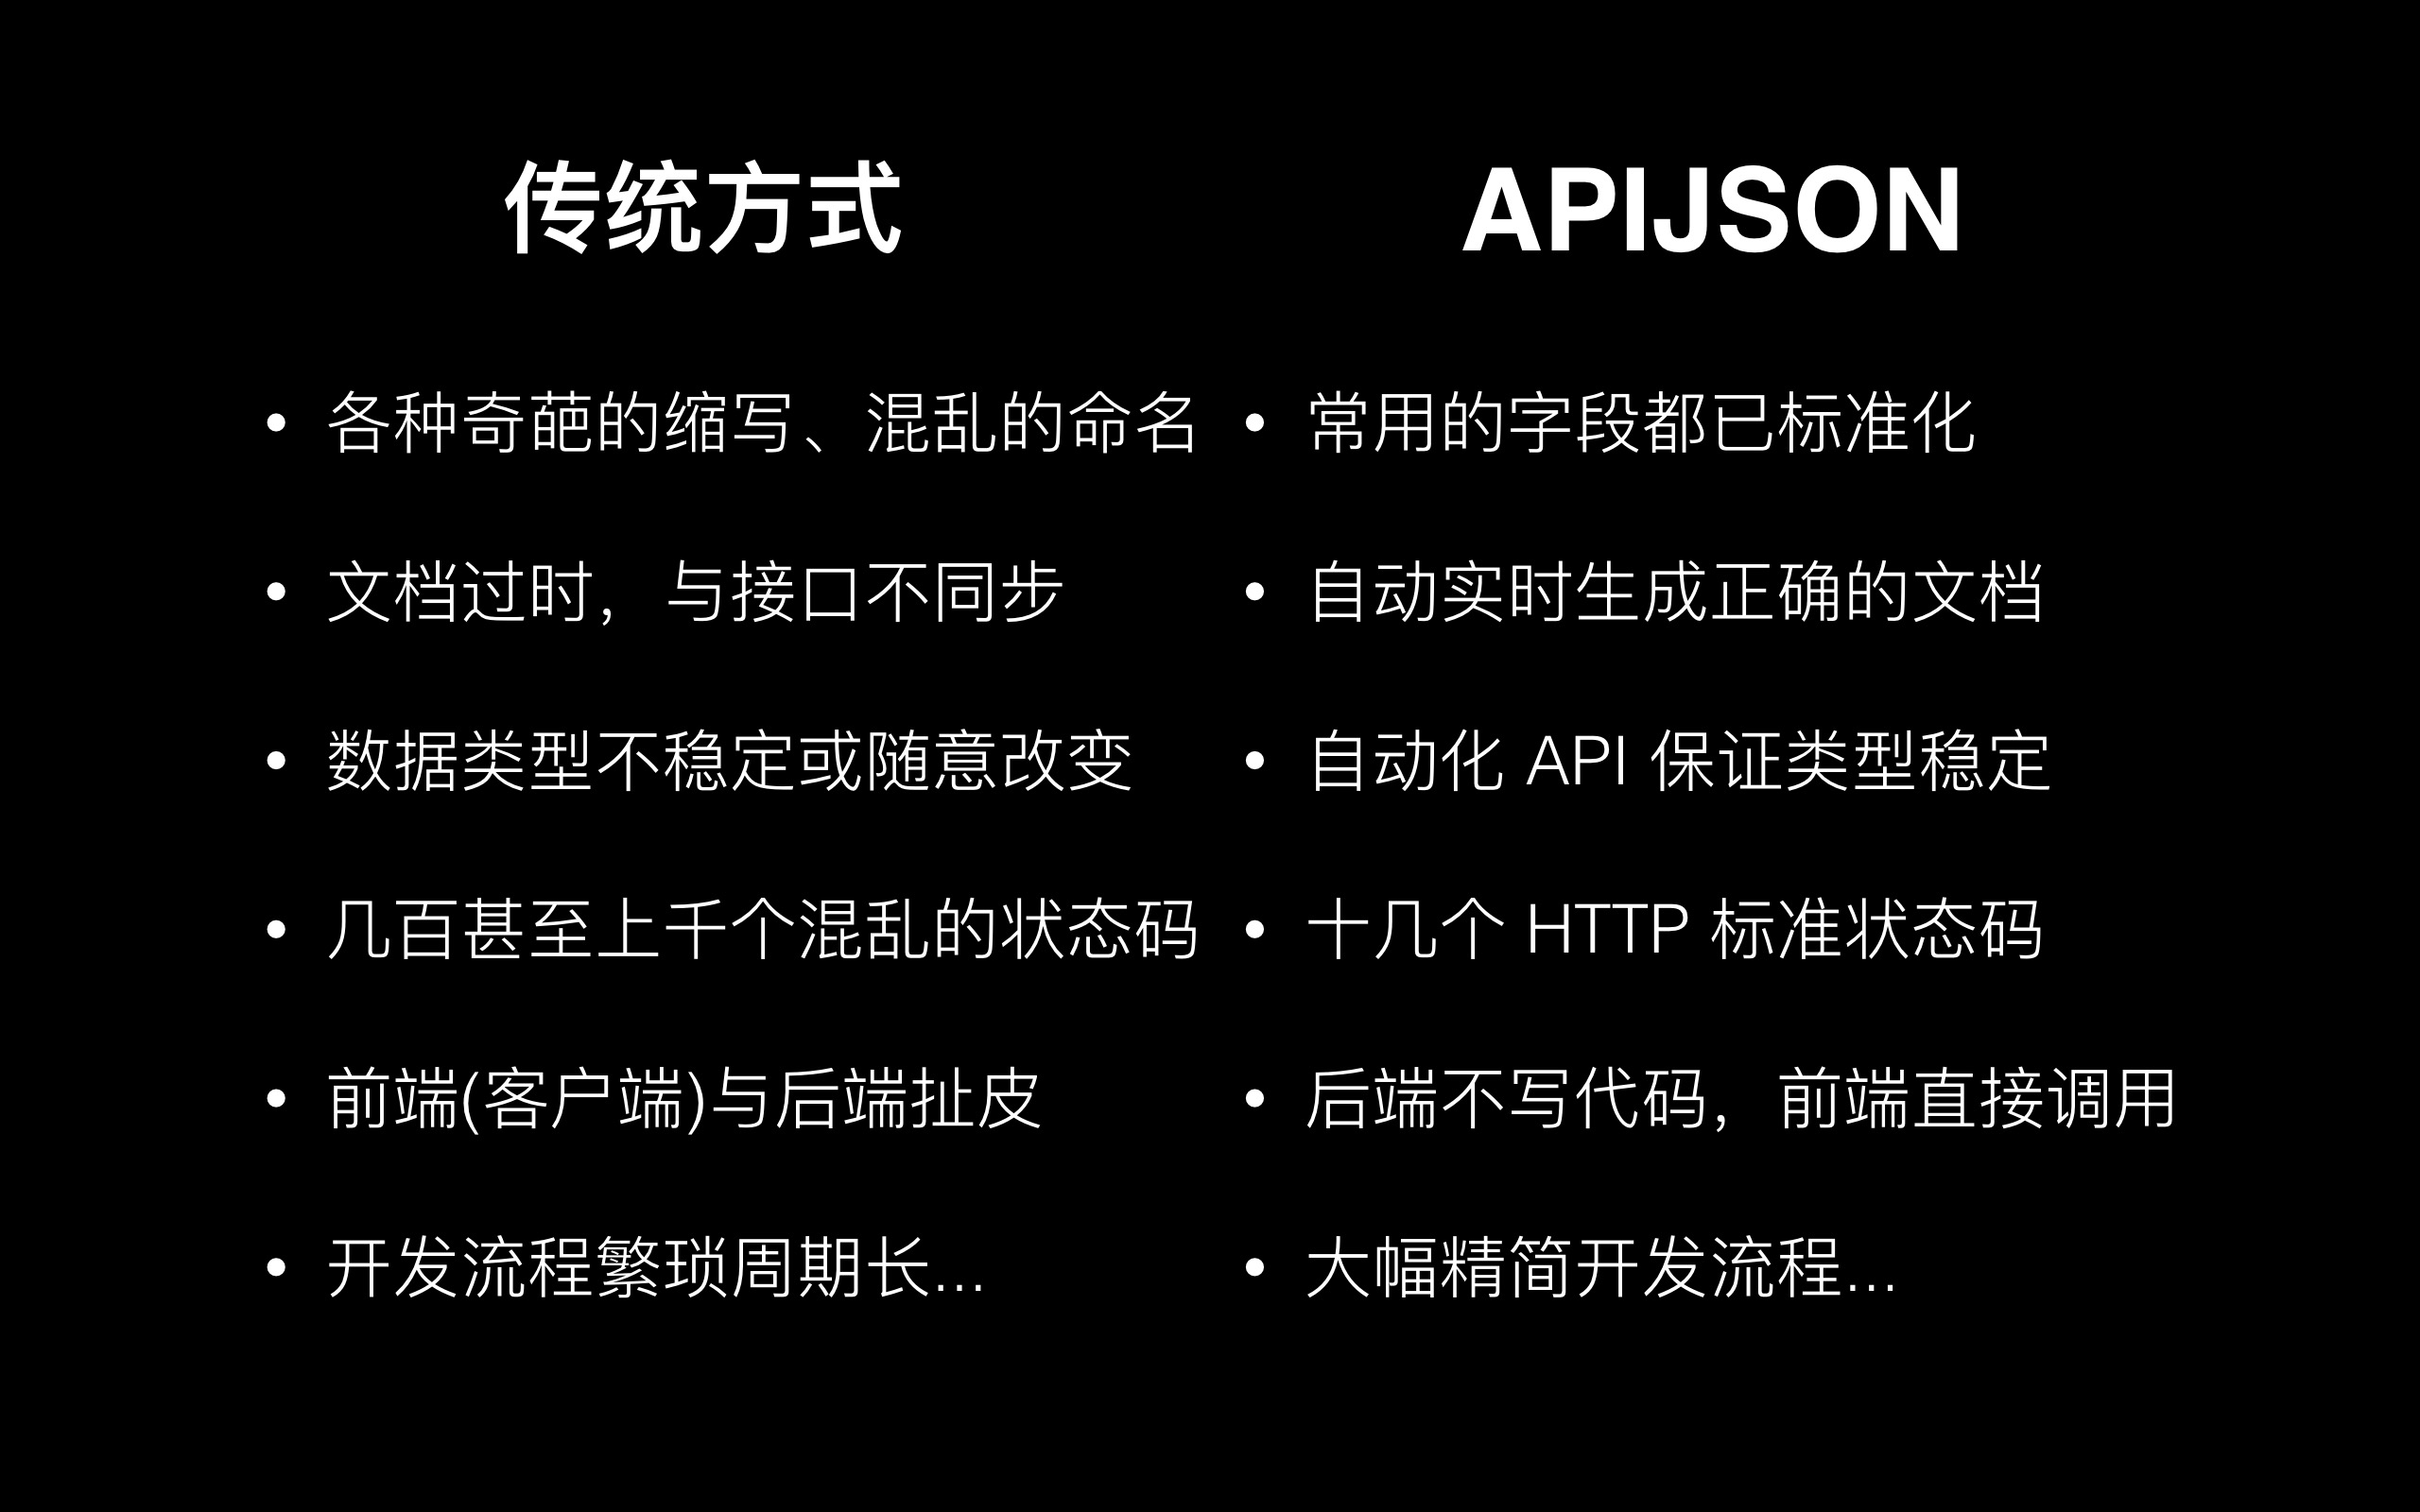 传统方式
各种奇葩的缩写、混乱的命名
文档过时，与接口不同步
数据类型不稳定或随意改变
几百甚至上千个混乱的状态码
前端(客户端)与后端扯皮
开发流程繁琐周期长...
APIJSON
常用的字段都已标准化
自动实时生成正确的文档
自动化 API 保证类型稳定
十几个 HTTP 标准状态码
后端不写代码，前端直接调用
大幅精简开发流程...